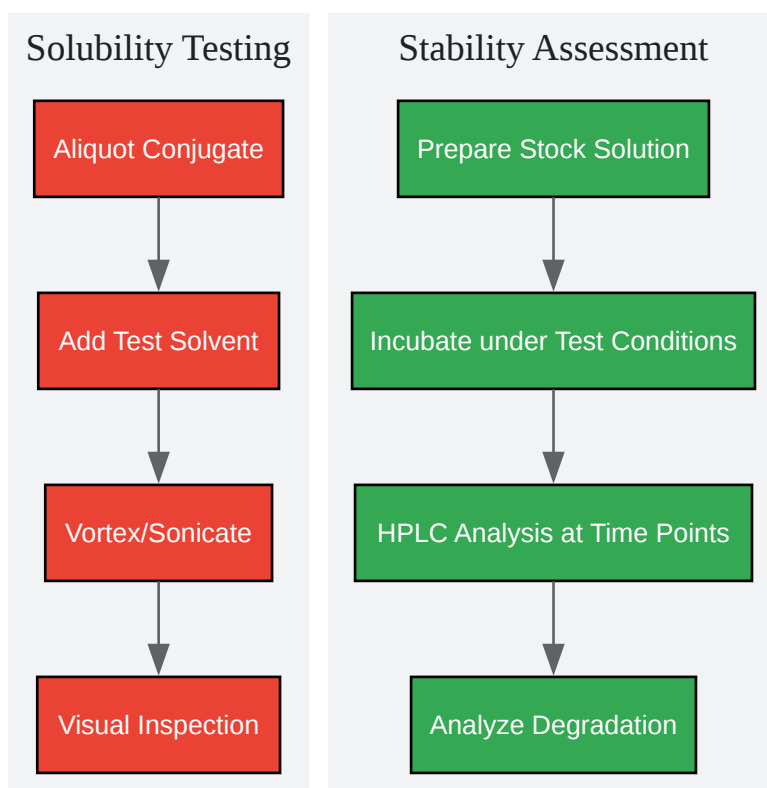 Solubility Testing
Aliquot Conjugate
Add Test Solvent
Vortex/Sonicate
Visual Inspection
Stability Assessment
Prepare Stock Solution
Incubate under Test Conditions
HPLC Analysis at Time Points
Analyze Degradation